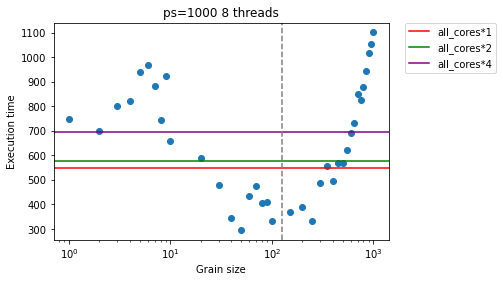 ps=1000 8 threads
all_cores*1
all_cores*2
all_cores*4
1100
1000
900
800
700
600
500
400
300
Execution time
10^0 10^1 10^2 10^3
Grain size